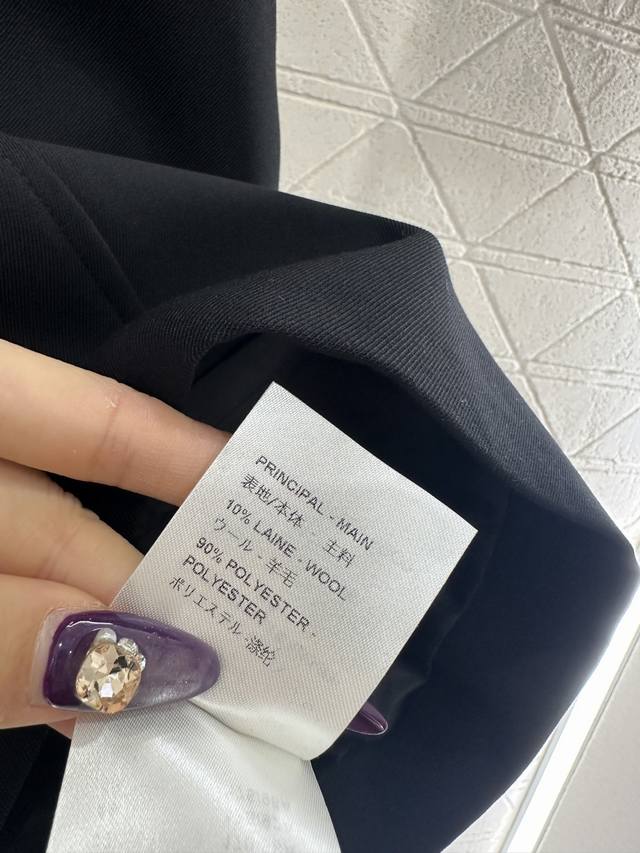 PRINCIPAL - MAIN
表地/本体 - 主料
10% LAINE - WOOL
ウール - 羊毛
90% POLYESTER -
POLYESTER
ポリエステル -涤纶